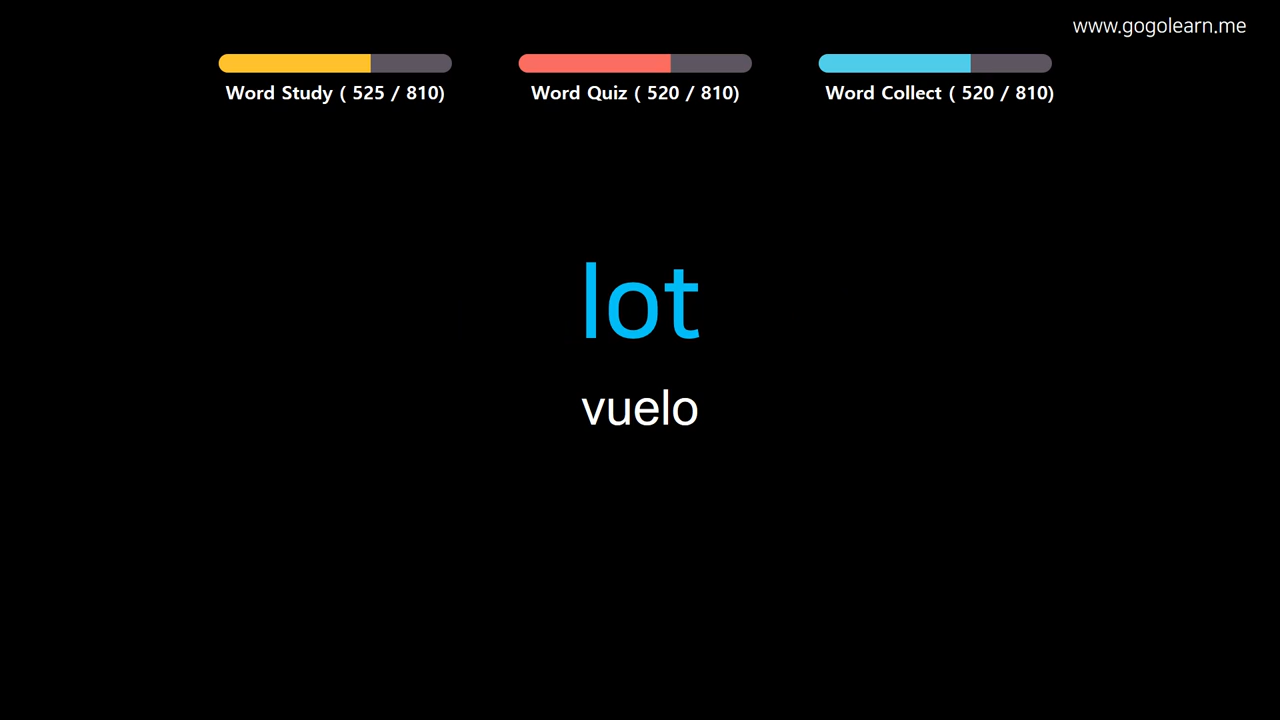 www.gogolearn.me
Word Study ( 525 / 810)
Word Quiz ( 520 / 810)
Word Collect ( 520 / 810)
lot
vuelo